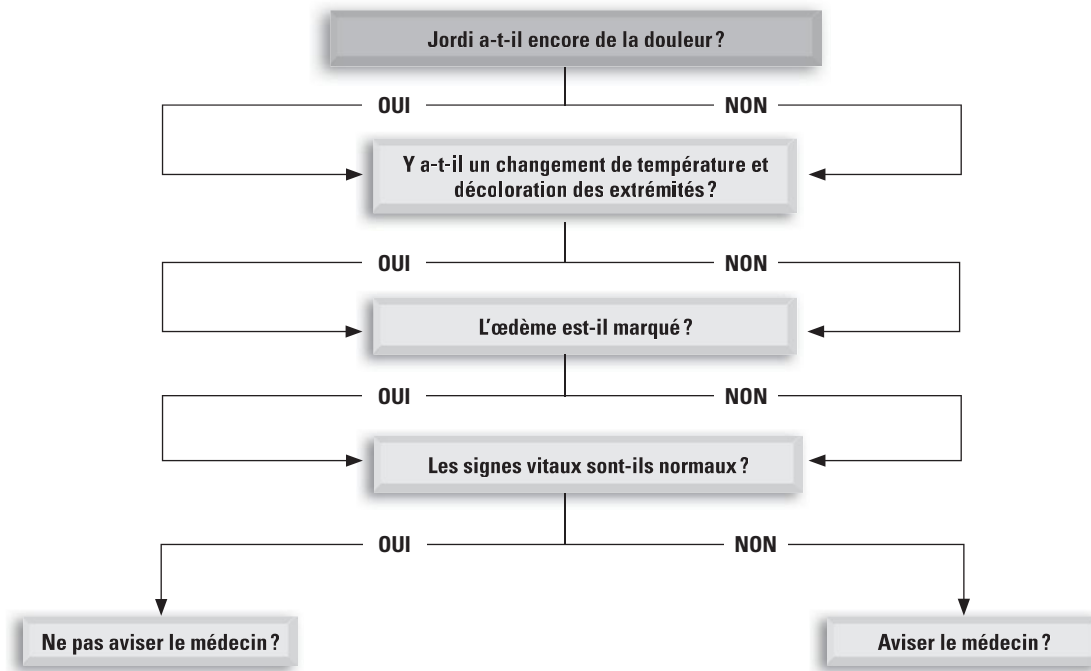 Jordi a-t-il encore de la douleur ?
OUI NON
Y a-t-il un changement de température et
décoloration des extrémités ?
OUI NON
L'œdème est-il marqué ?
OUI NON
Les signes vitaux sont-ils normaux ?
OUI NON
Ne pas aviser le médecin ? Aviser le médecin ?